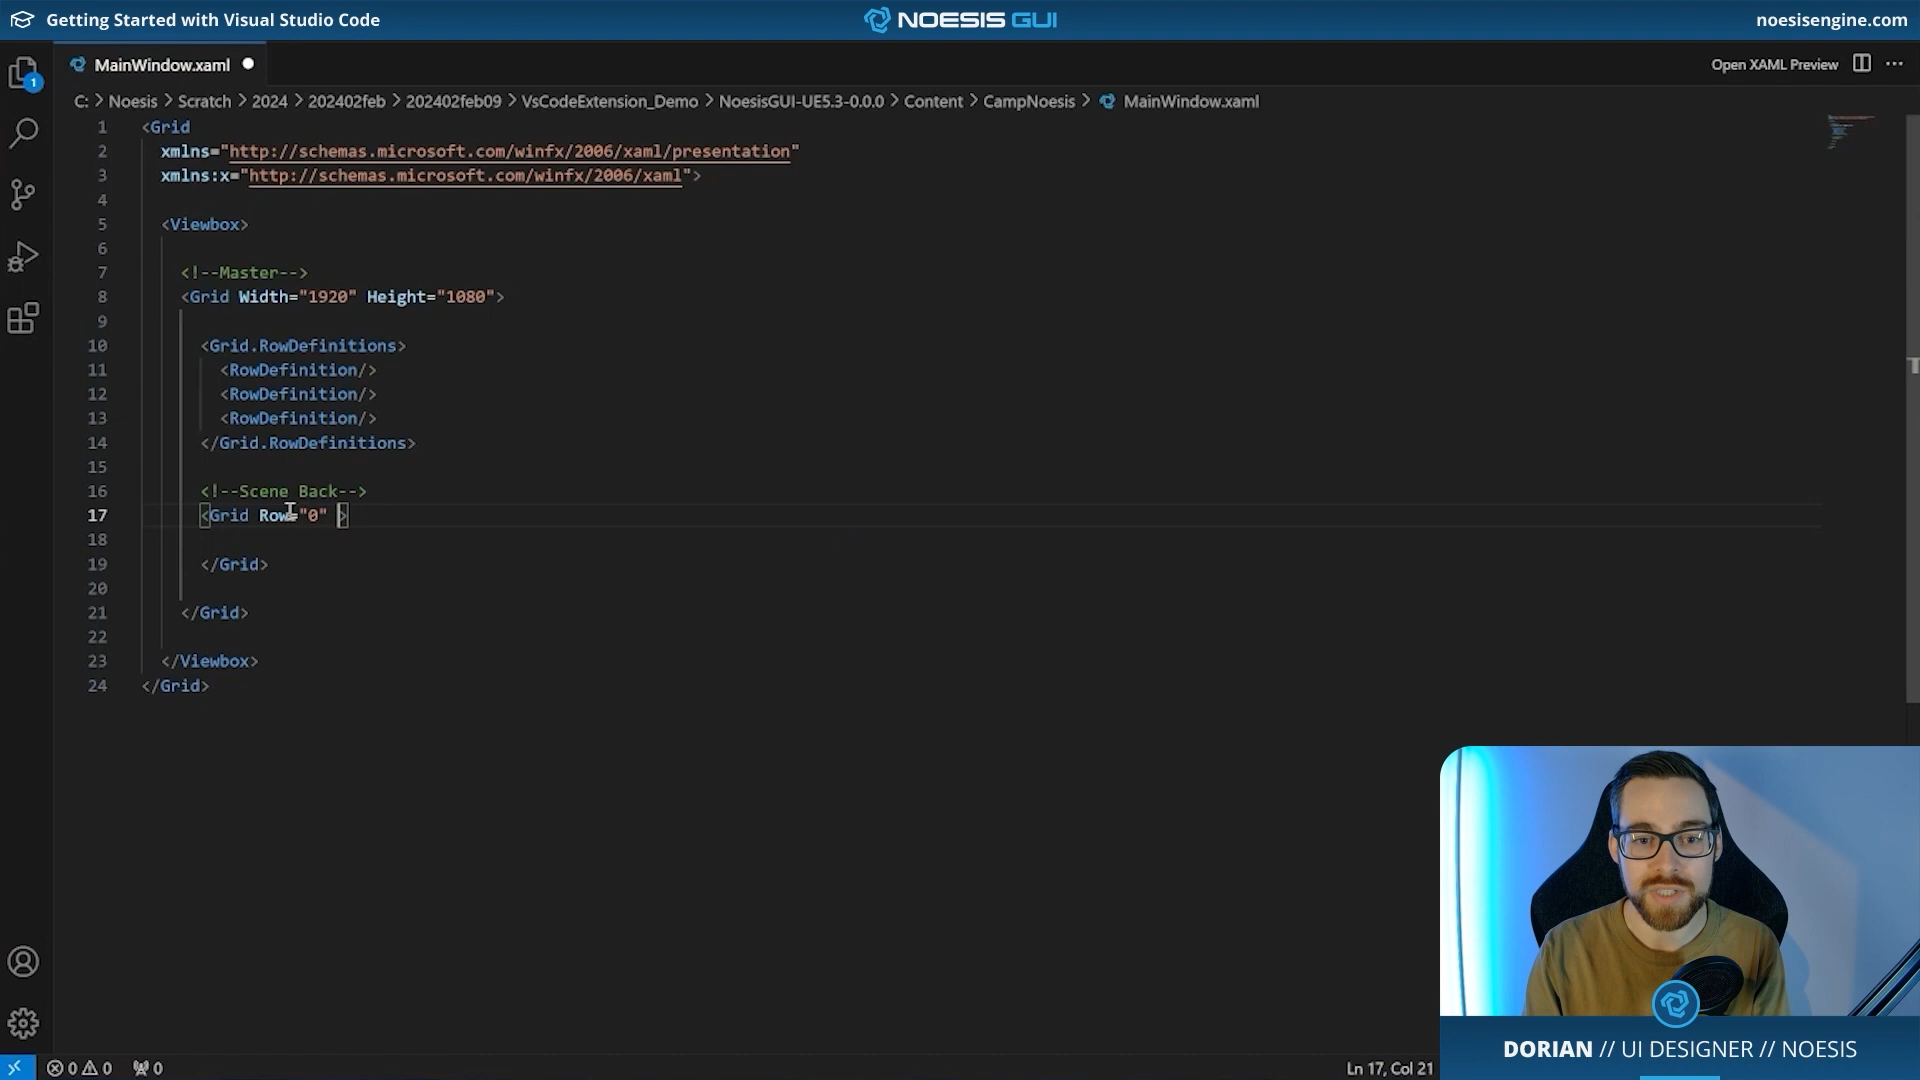 Getting Started with Visual Studio Code
NOESIS GUI
noesisengine.com
1
MainWindow.xaml
Open XAML Preview
C: > Noesis > Scratch > 2024 > 202402feb > 202402feb09 > VsCodeExtension_Demo > NoesisGUI-UE5.3-0.0.0 > Content > CampNoesis > MainWindow.xaml
1 <Grid
2 xmlns="http://schemas.microsoft.com/winfx/2006/xaml/presentation"
3 xmlns:x="http://schemas.microsoft.com/winfx/2006/xaml">
4
5 <Viewbox>
6
7 <!--Master-->
8 <Grid Width="1920" Height="1080">
9
10 <Grid.RowDefinitions>
11 <RowDefinition/>
12 <RowDefinition/>
13 <RowDefinition/>
14 </Grid.RowDefinitions>
15
16 <!--Scene Back-->
17 <Grid Row="0" >
18
19 </Grid>
20
21 </Grid>
22
23 </Viewbox>
24 </Grid>
0 0 0
Ln 17, Col 21
DORIAN // UI DESIGNER // NOESIS